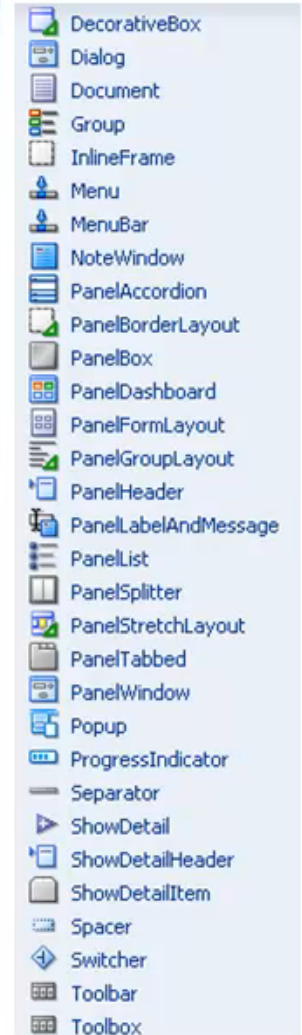 DecorativeBox
Dialog
Document
Group
InlineFrame
Menu
MenuBar
NoteWindow
PanelAccordion
PanelBorderLayout
PanelBox
PanelDashboard
PanelFormLayout
PanelGroupLayout
PanelHeader
PanelLabelAndMessage
PanelList
PanelSplitter
PanelStretchLayout
PanelTabbed
PanelWindow
Popup
ProgressIndicator
Separator
ShowDetail
ShowDetailHeader
ShowDetailItem
Spacer
Switcher
Toolbar
Toolbox